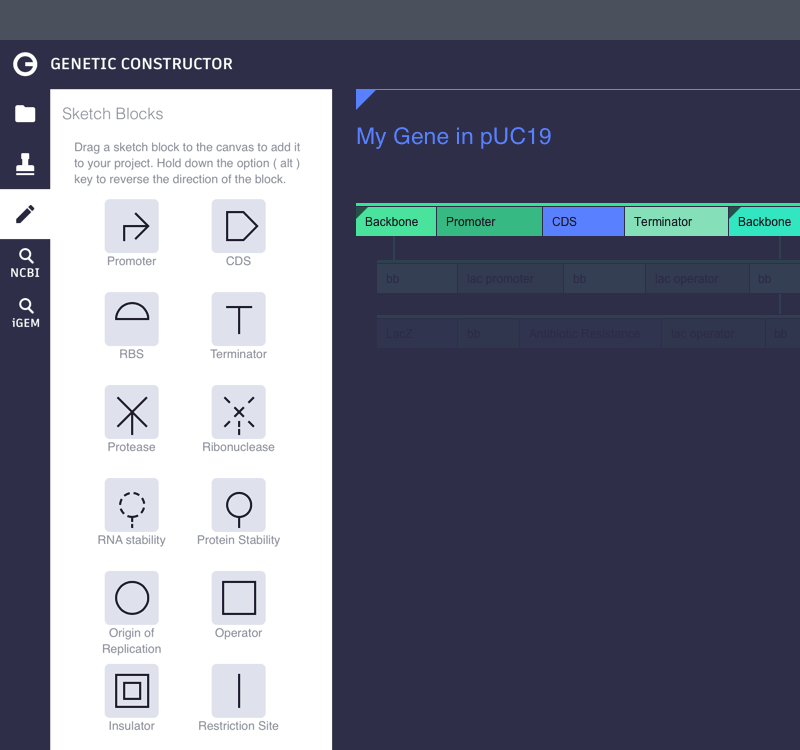 GENETIC CONSTRUCTOR
Sketch Blocks
Drag a sketch block to the canvas to add it
to your project. Hold down the option ( alt )
key to reverse the direction of the block.
Promoter
CDS
RBS
Terminator
Protease
Ribonuclease
RNA stability
Protein Stability
Origin of
Replication
Operator
Insulator
Restriction Site
NCBI
iGEM
My Gene in pUC19
Backbone Promoter CDS Terminator Backbone
bb lac promoter bb lac operator bb
LacZ bb Antibiotic Resistance lac operator bb